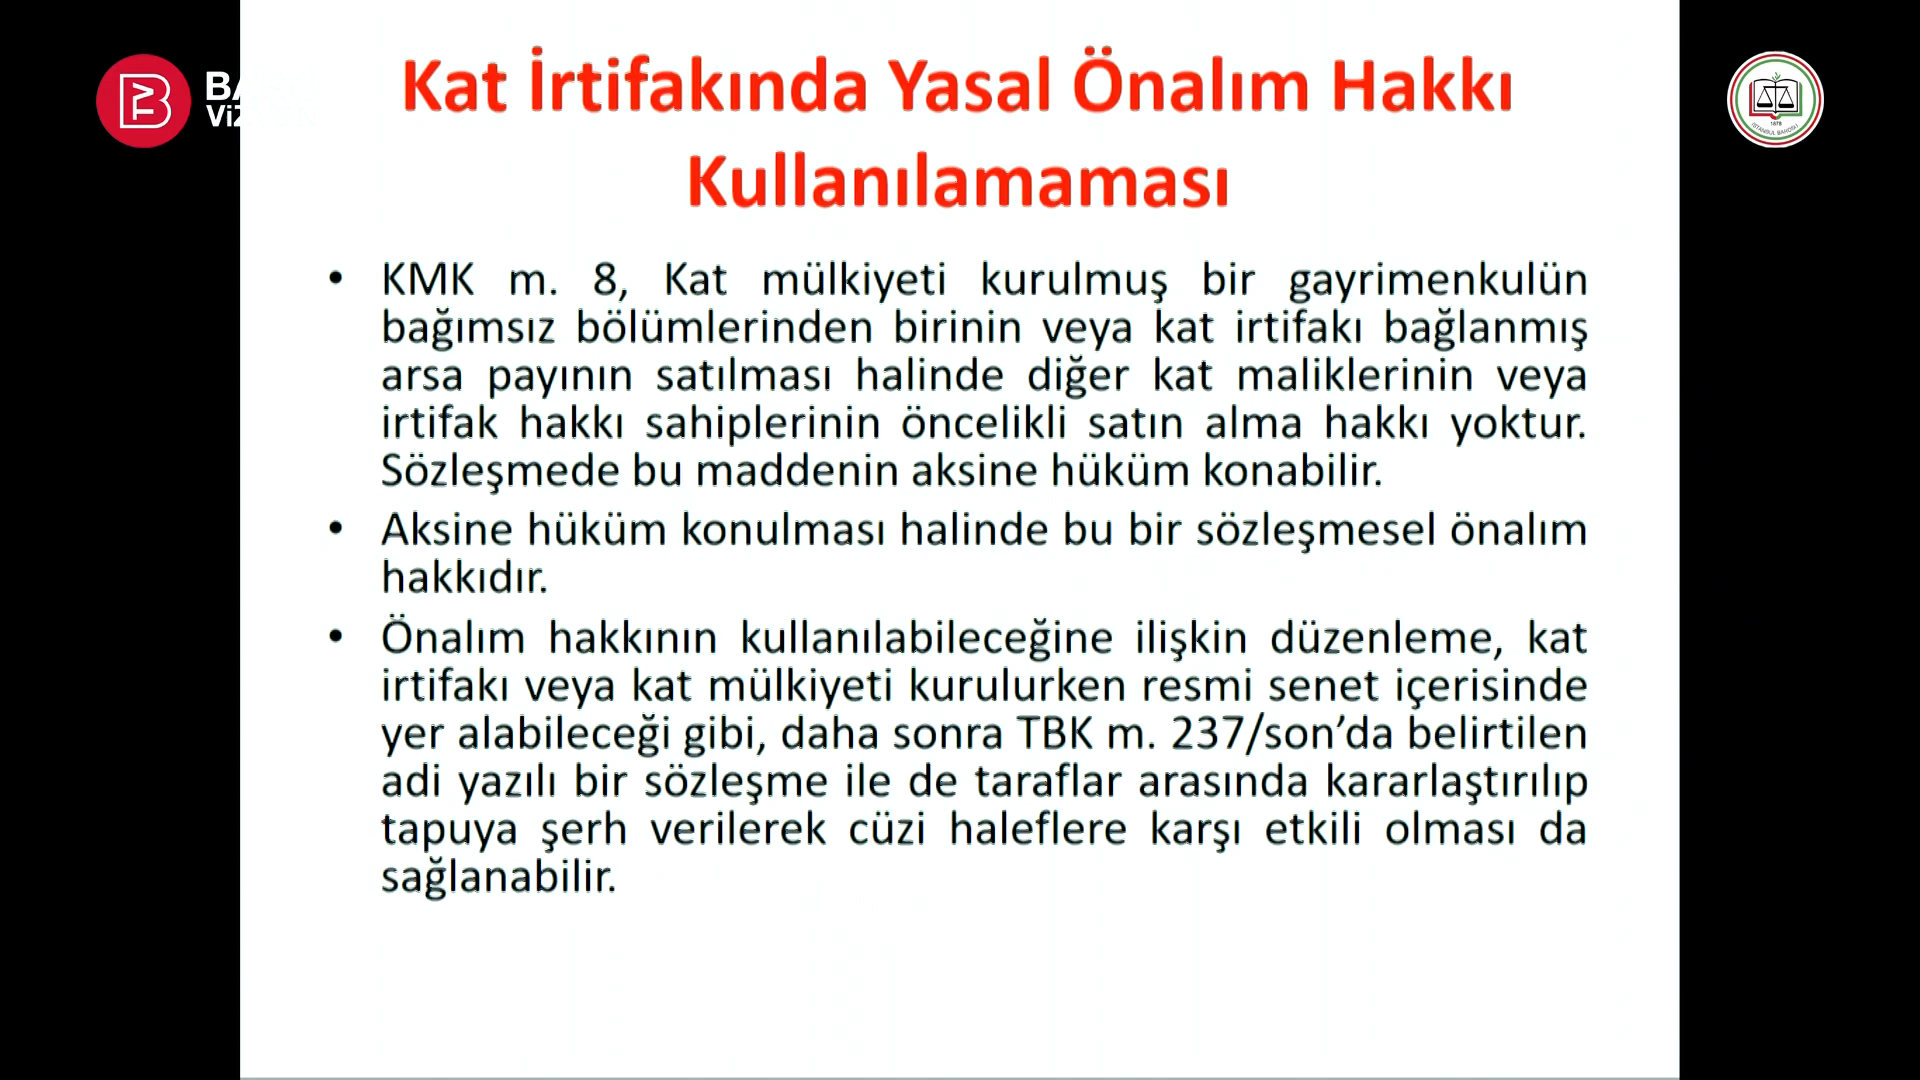 Kat İrtifakında Yasal Önalım Hakkı
Kullanılamaması
• KMK m. 8, Kat mülkiyeti kurulmuş bir gayrimenkulün
bağımsız bölümlerinden birinin veya kat irtifakı bağlanmış
arsa payının satılması halinde diğer kat maliklerinin veya
irtifak hakkı sahiplerinin öncelikli satın alma hakkı yoktur.
Sözleşmede bu maddenin aksine hüküm konabilir.
• Aksine hüküm konulması halinde bu bir sözleşmesel önalım
hakkıdır.
• Önalım hakkının kullanılabileceğine ilişkin düzenleme, kat
irtifakı veya kat mülkiyeti kurulurken resmi senet içerisinde
yer alabileceği gibi, daha sonra TBK m. 237/son’da belirtilen
adi yazılı bir sözleşme ile de taraflar arasında kararlaştırılıp
tapuya şerh verilerek cüzi haleflere karşı etkili olması da
sağlanabilir.
1878
İSTANBUL BAROSU